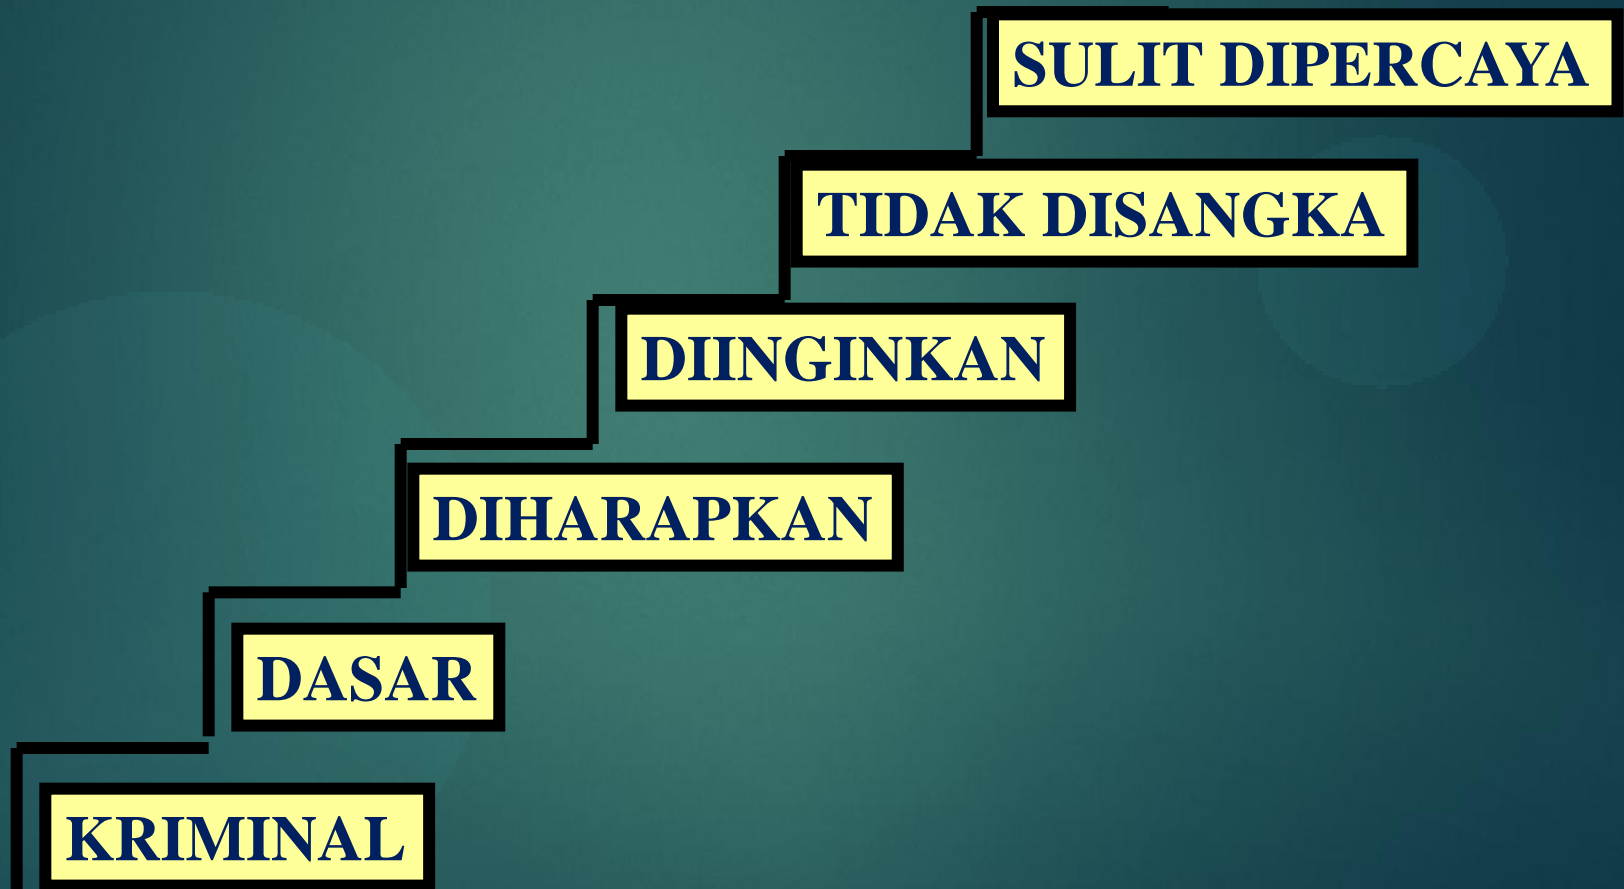 SULIT DIPERCAYA
TIDAK DISANGKA
DIINGINKAN
DIHARAPKAN
DASAR
KRIMINAL